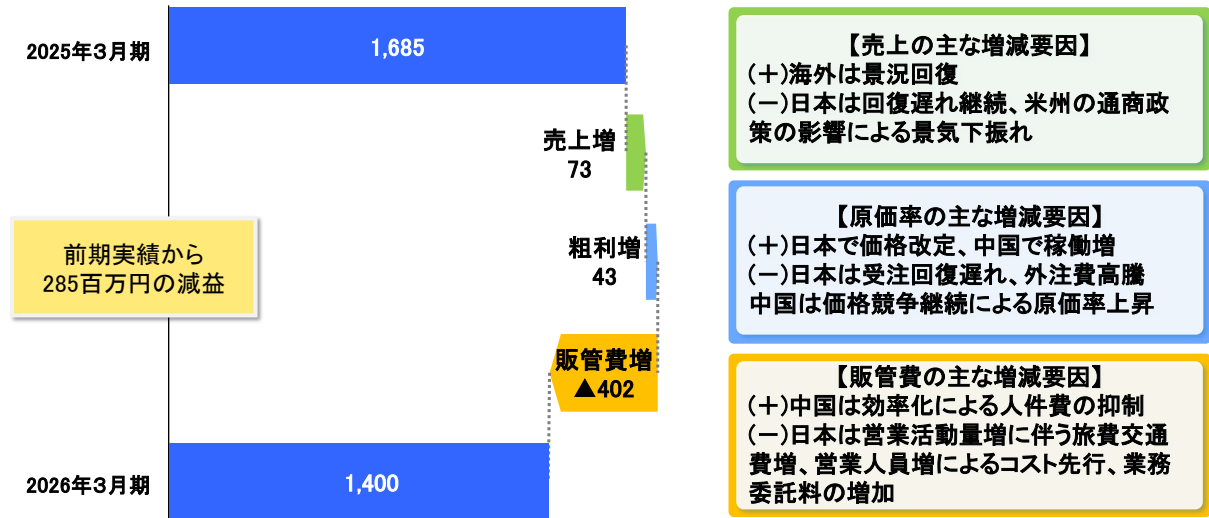 2025年3月期
1,685
売上増
73
粗利増
43
販管費増
▲402
2026年3月期
1,400
前期実績から
285百万円の減益
【売上の主な増減要因】
(+)海外は景況回復
(-)日本は回復遅れ継続、米州の通商政
策の影響による景気下振れ
【原価率の主な増減要因】
(+)日本で価格改定、中国で稼働増
(-)日本は受注回復遅れ、外注費高騰
中国は価格競争継続による原価率上昇
【販管費の主な増減要因】
(+)中国は効率化による人件費の抑制
(-)日本は営業活動量増に伴う旅費交通
費増、営業人員増によるコスト先行、業務
委託料の増加